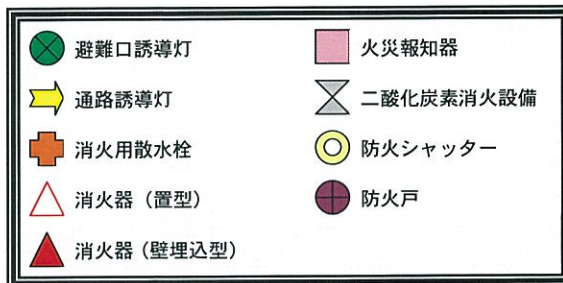 避難口誘導灯
通路誘導灯
消火用散水栓
消火器（置型）
消火器（壁埋込型）
火災報知器
二酸化炭素消火設備
防火シャッター
防火戸